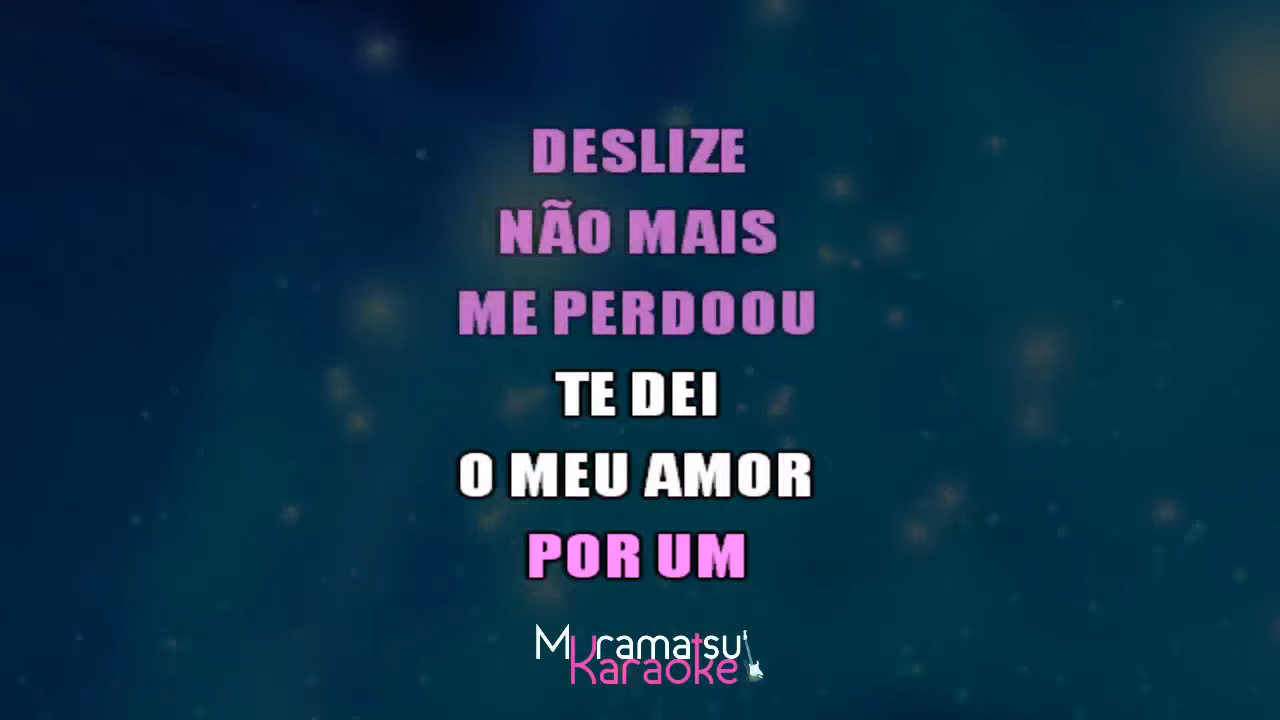 DESLIZE
NÃO MAIS
ME PERDOOU
TE DEI
O MEU AMOR
POR UM
Muramatsu
Karaoke